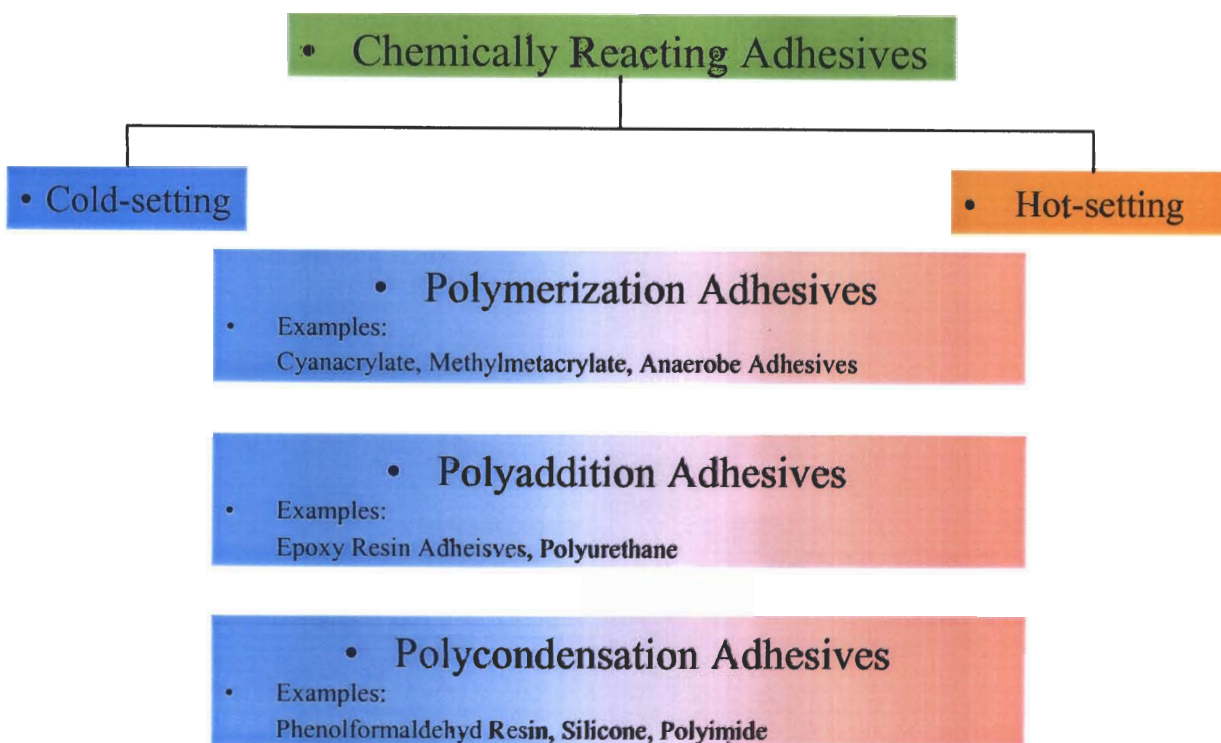 • Chemically Reacting Adhesives
• Cold-setting
• Hot-setting
• Polymerization Adhesives
• Examples:
Cyanacrylate, Methylmetacrylate, Anaerobe Adhesives
• Polyaddition Adhesives
• Examples:
Epoxy Resin Adheisves, Polyurethane
• Polycondensation Adhesives
• Examples:
Phenolformaldehyd Resin, Silicone, Polyimide